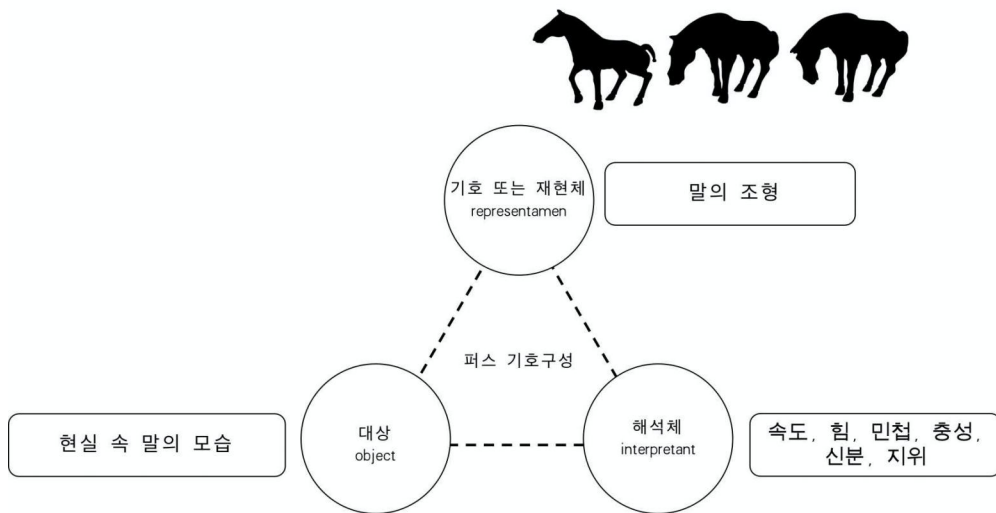 기호 또는 재현체
representamen
말의 조형
퍼스 기호구성
현실 속 말의 모습
대상
object
해석체
interpretant
속도, 힘, 민첩, 충성,
신분, 지위